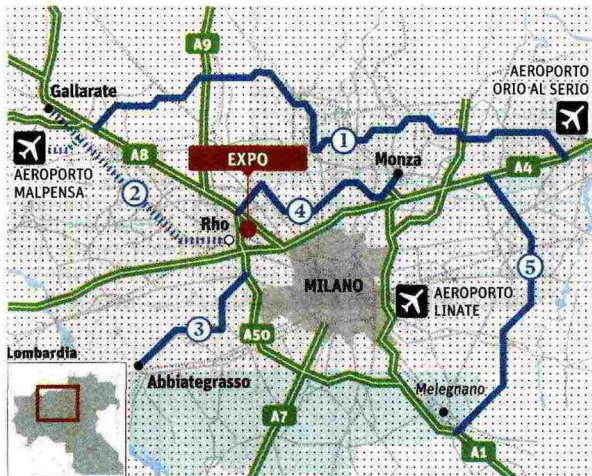 A9
AEROPORTO
ORIO AL SERIO
Gallarate
1
A8
EXPO
Monza
A4
AEROPORTO
MALPENSA
2
Rho
4
5
MILANO
AEROPORTO
LINATE
3
A50
Lombardia
Abbiategrasso
Melegnano
A7
A1